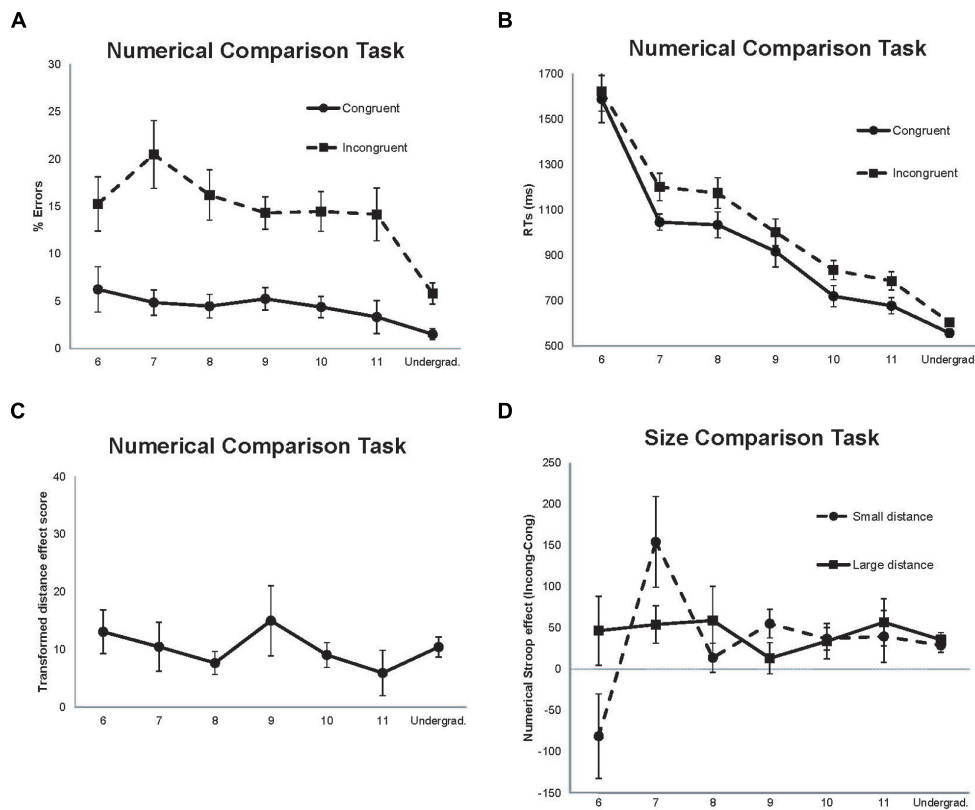 A
Numerical Comparison Task
30
25
20
15
10
5
0
% Errors
Congruent
Incongruent
6 7 8 9 10 11 Undergrad.
B
Numerical Comparison Task
1700
1500
1300
1100
900
700
500
RTs (ms)
Congruent
Incongruent
6 7 8 9 10 11 Undergrad
C
Numerical Comparison Task
40
30
20
10
0
Transformed distance effect score
6 7 8 9 10 11 Undergrad.
D
Size Comparison Task
250
200
150
100
50
0
-50
-100
-150
Numerical Stroop effect (Incong-Cong)
Small distance
Large distance
6 7 8 9 10 11 Undergrad.